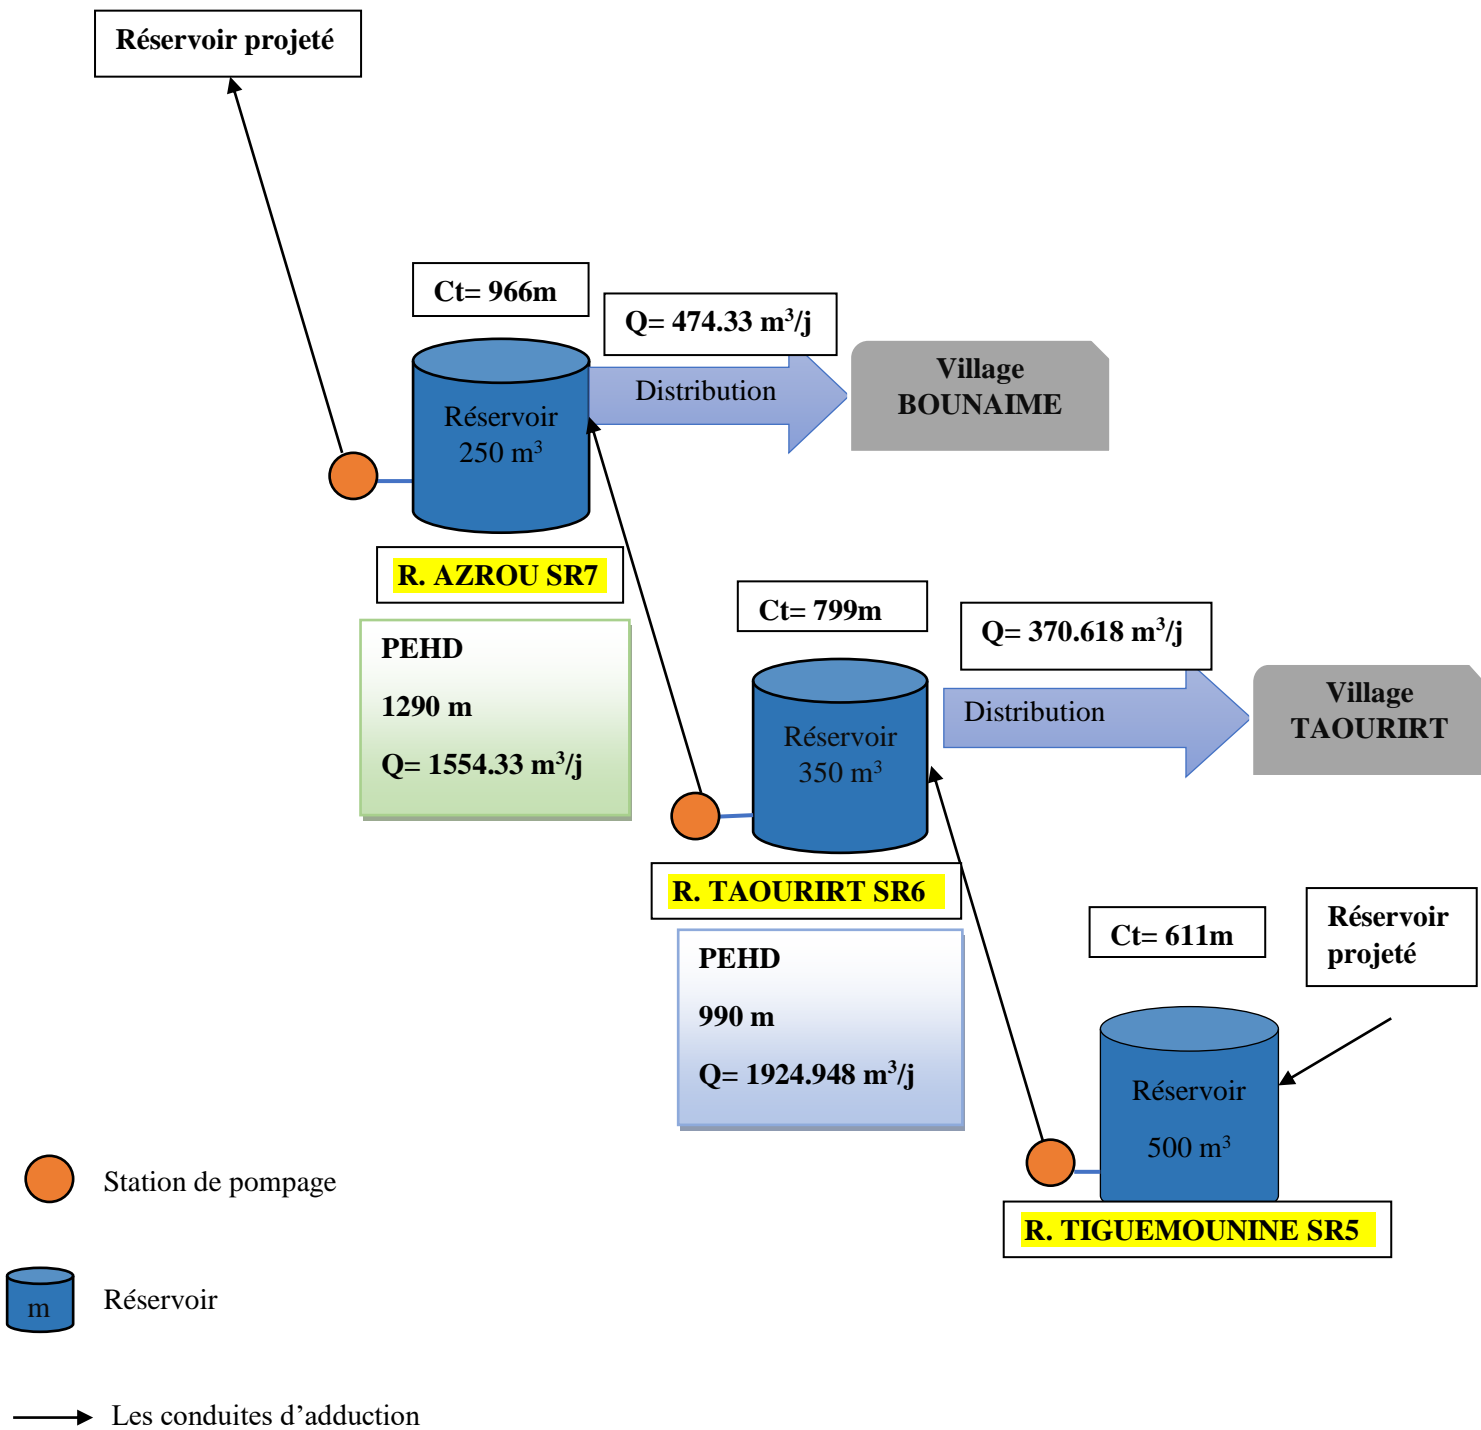 Réservoir projeté
Ct= 966m
Q= 474.33 m³/j
Distribution
Village
BOUNAIME
Réservoir
250 m³
R. AZROU SR7
PEHD
1290 m
Q= 1554.33 m³/j
Ct= 799m
Q= 370.618 m³/j
Distribution
Village
TAOURIRT
Réservoir
350 m³
R. TAOURIRT SR6
PEHD
990 m
Q= 1924.948 m³/j
Ct= 611m
Réservoir
projeté
Réservoir
500 m³
R. TIGUEMOUNINE SR5
Station de pompage
m
Réservoir
Les conduites d’adduction